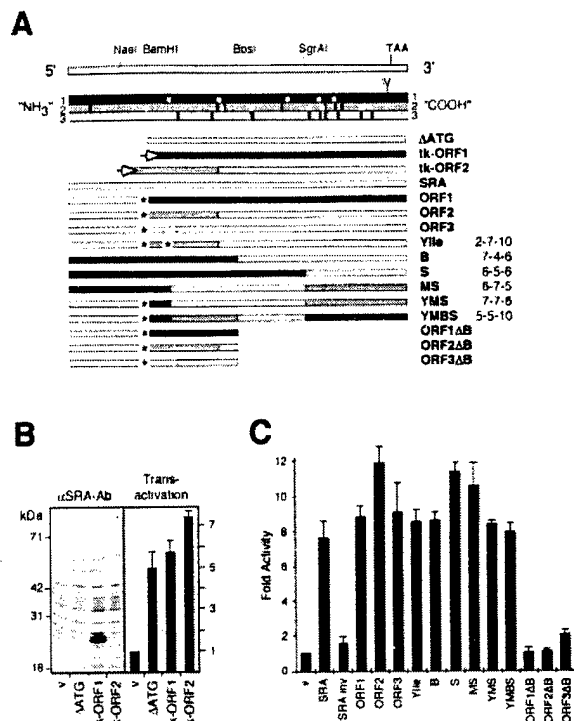 A
NaeI BamHI BbsI SgrAI TAA
5' 3'
Y
"NH3" 1 2 3 1 2 3 "COOH"
ΔATG
tk-ORF1
tk-ORF2
SRA
* ORF1
* ORF2
* ORF3
* * YIIe 2-7-10
B 7-4-6
S 6-5-6
MS 6-7-5
* YMS 7-7-6
* YMBS 5-5-10
* ORF1ΔB
* ORF2ΔB
* ORF3ΔB
B
αSRA-Ab Trans-
activation
kDa
71
42
31
18
7
5
3
1
v ΔATG tk-ORF1 tk-ORF2 v ΔATG tk-ORF1 tk-ORF2
C
Fold Activity
12
10
8
6
4
2
0
SRA SRA inv ORF1 ORF2 ORF3 YIIe B S MS YMS YMBS ORF1ΔB ORF2ΔB ORF3ΔB